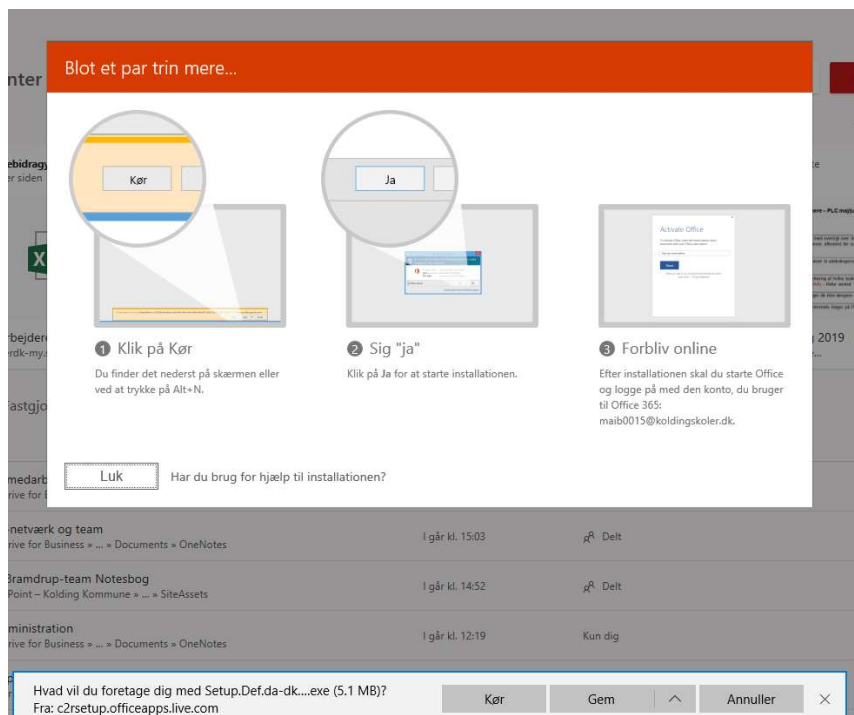 Blot et par trin mere...
nter
ebidragy
er siden
te
Kør
Ja
Activate Office
ere - PLC maj/ju
X
1 Klik på Kør
2 Sig "ja"
3 Forbliv online
Du finder det nederst på skærmen eller
ved at trykke på Alt+N.
Klik på Ja for at starte installationen.
Efter installationen skal du starte Office
og logge på med den konto, du bruger
til Office 365:
maib0015@koldingskoler.dk.
rbejdere
erdk-my.s
2019
Fastgjo
Luk
Har du brug for hjælp til installationen?
medarb
rive for B
-netværk og team
rive for Business » ... » Documents » OneNotes
I går kl. 15:03
Delt
Bramdrup-team Notesbog
Point – Kolding Kommune » ... » SiteAssets
I går kl. 14:52
Delt
ministration
rive for Business » ... » Documents » OneNotes
I går kl. 12:19
Kun dig
Hvad vil du foretage dig med Setup.Def.da-dk....exe (5.1 MB)?
Fra: c2rsetup.officeapps.live.com
Kør
Gem
Annuller